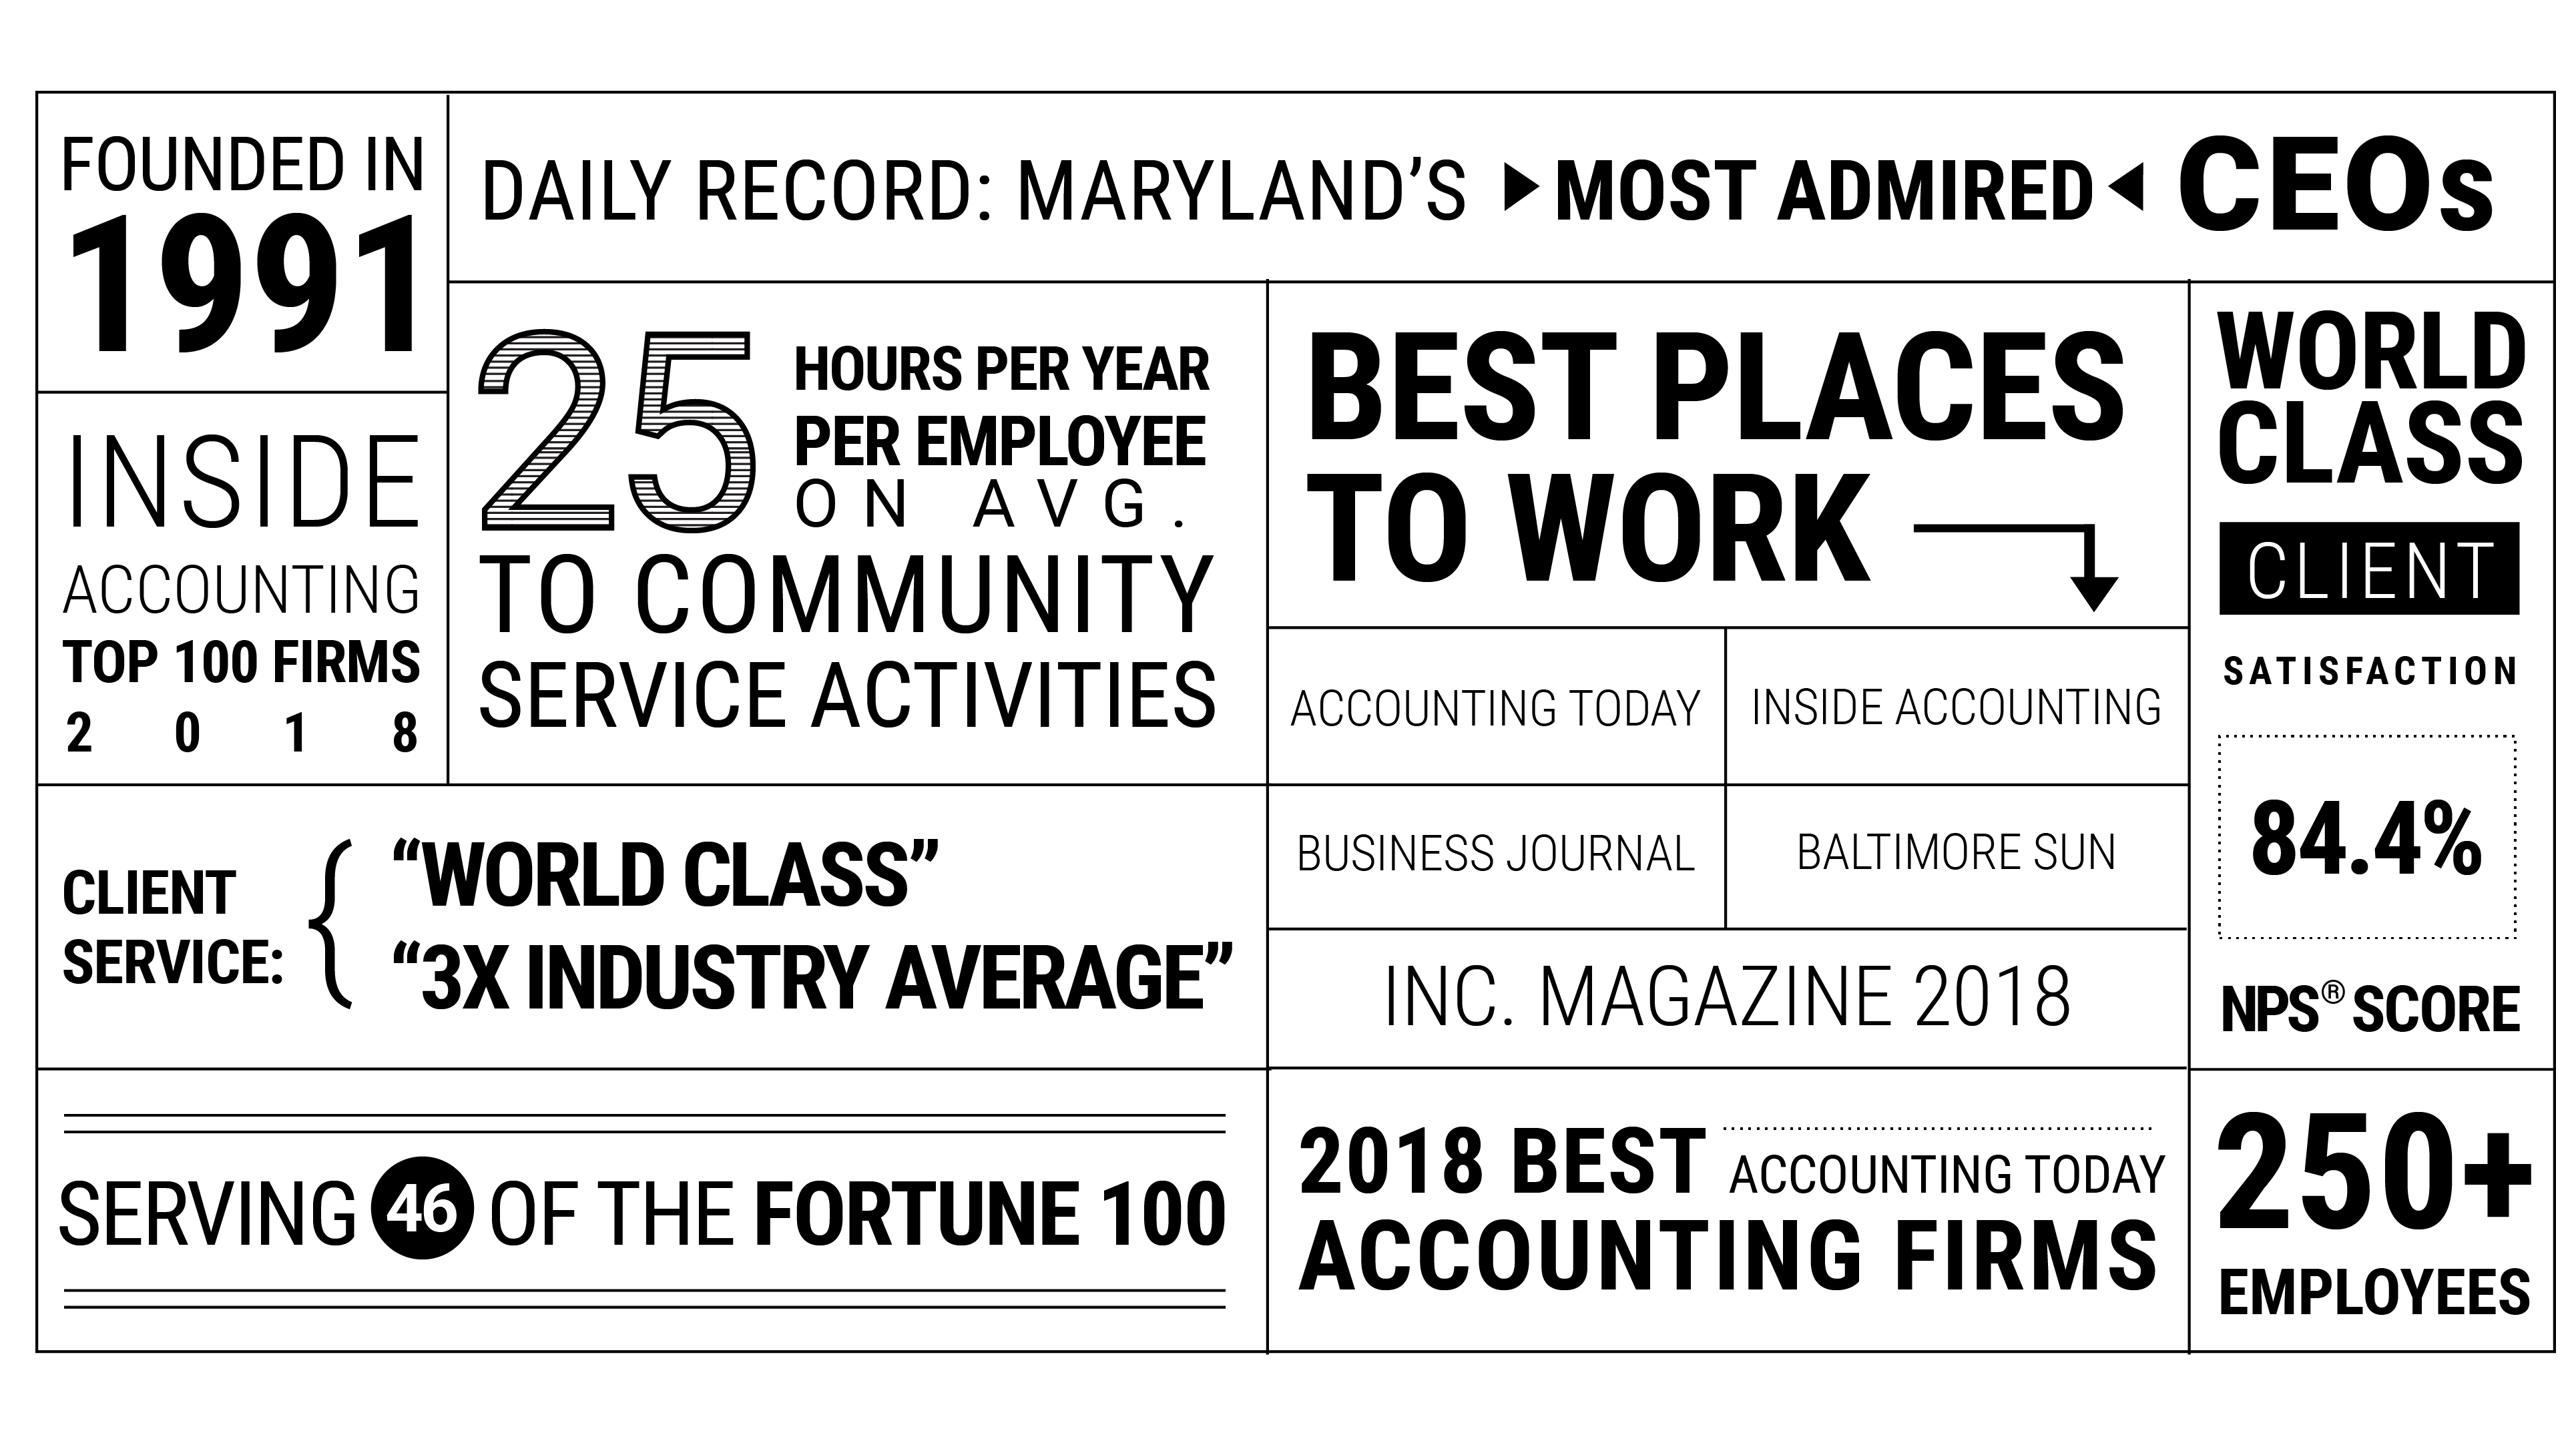 FOUNDED IN
1991
DAILY RECORD: MARYLAND’S MOST ADMIRED CEOs
INSIDE
ACCOUNTING
TOP 100 FIRMS
2 0 1 8
25 HOURS PER YEAR
PER EMPLOYEE
ON AVG.
TO COMMUNITY
SERVICE ACTIVITIES
BEST PLACES
TO WORK
ACCOUNTING TODAY
INSIDE ACCOUNTING
BUSINESS JOURNAL
BALTIMORE SUN
INC. MAGAZINE 2018
WORLD
CLASS
CLIENT
SATISFACTION
84.4%
NPS® SCORE
CLIENT
SERVICE:
“WORLD CLASS”
“3X INDUSTRY AVERAGE”
SERVING 46 OF THE FORTUNE 100
2018 BEST ACCOUNTING TODAY
ACCOUNTING FIRMS
250+
EMPLOYEES